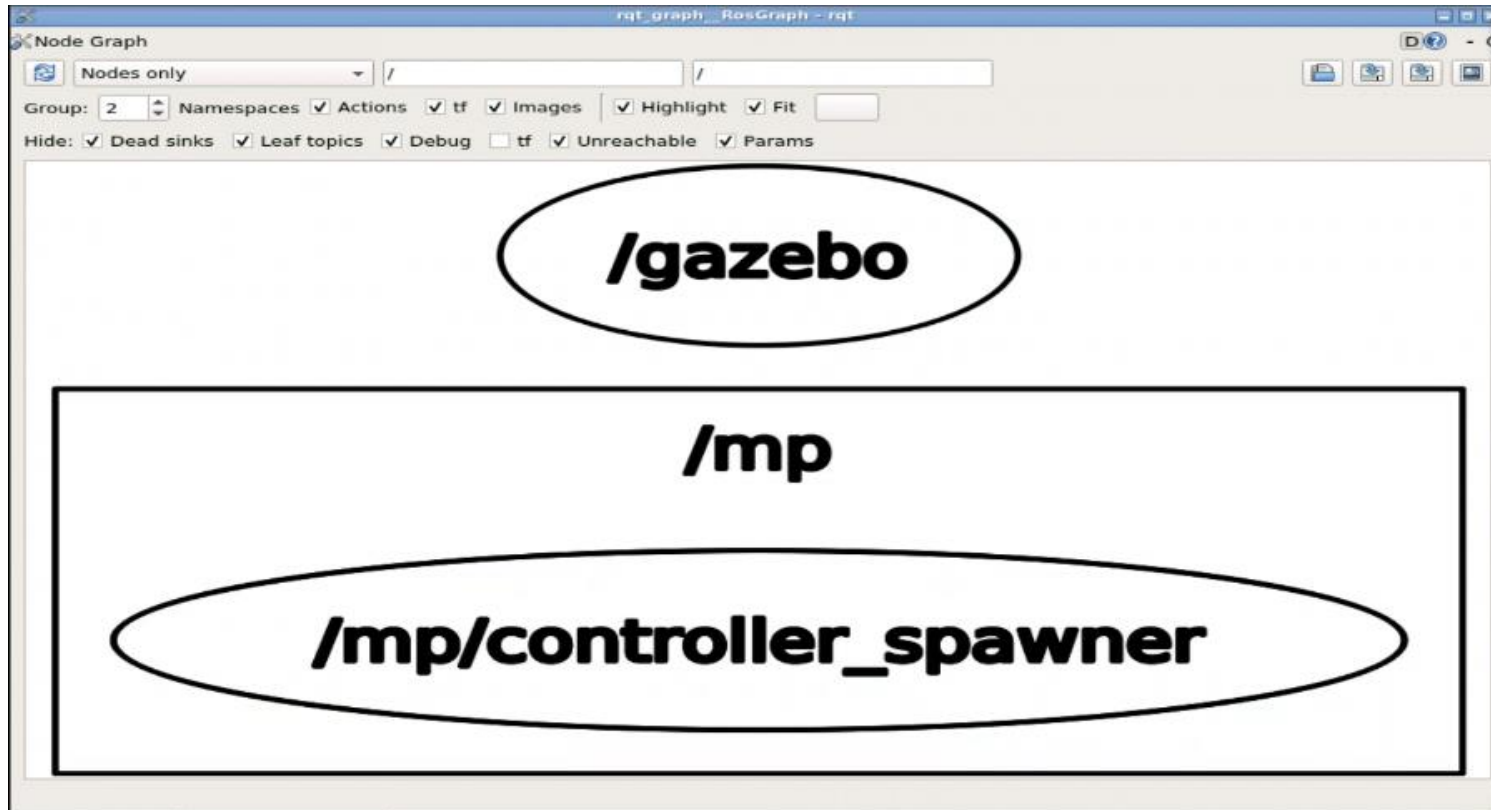 rqt_graph__RosGraph - rqt
Node Graph
D ? -
Nodes only / /
Group: 2 Namespaces Actions tf Images Highlight Fit
Hide: Dead sinks Leaf topics Debug tf Unreachable Params
/gazebo
/mp
/mp/controller_spawner